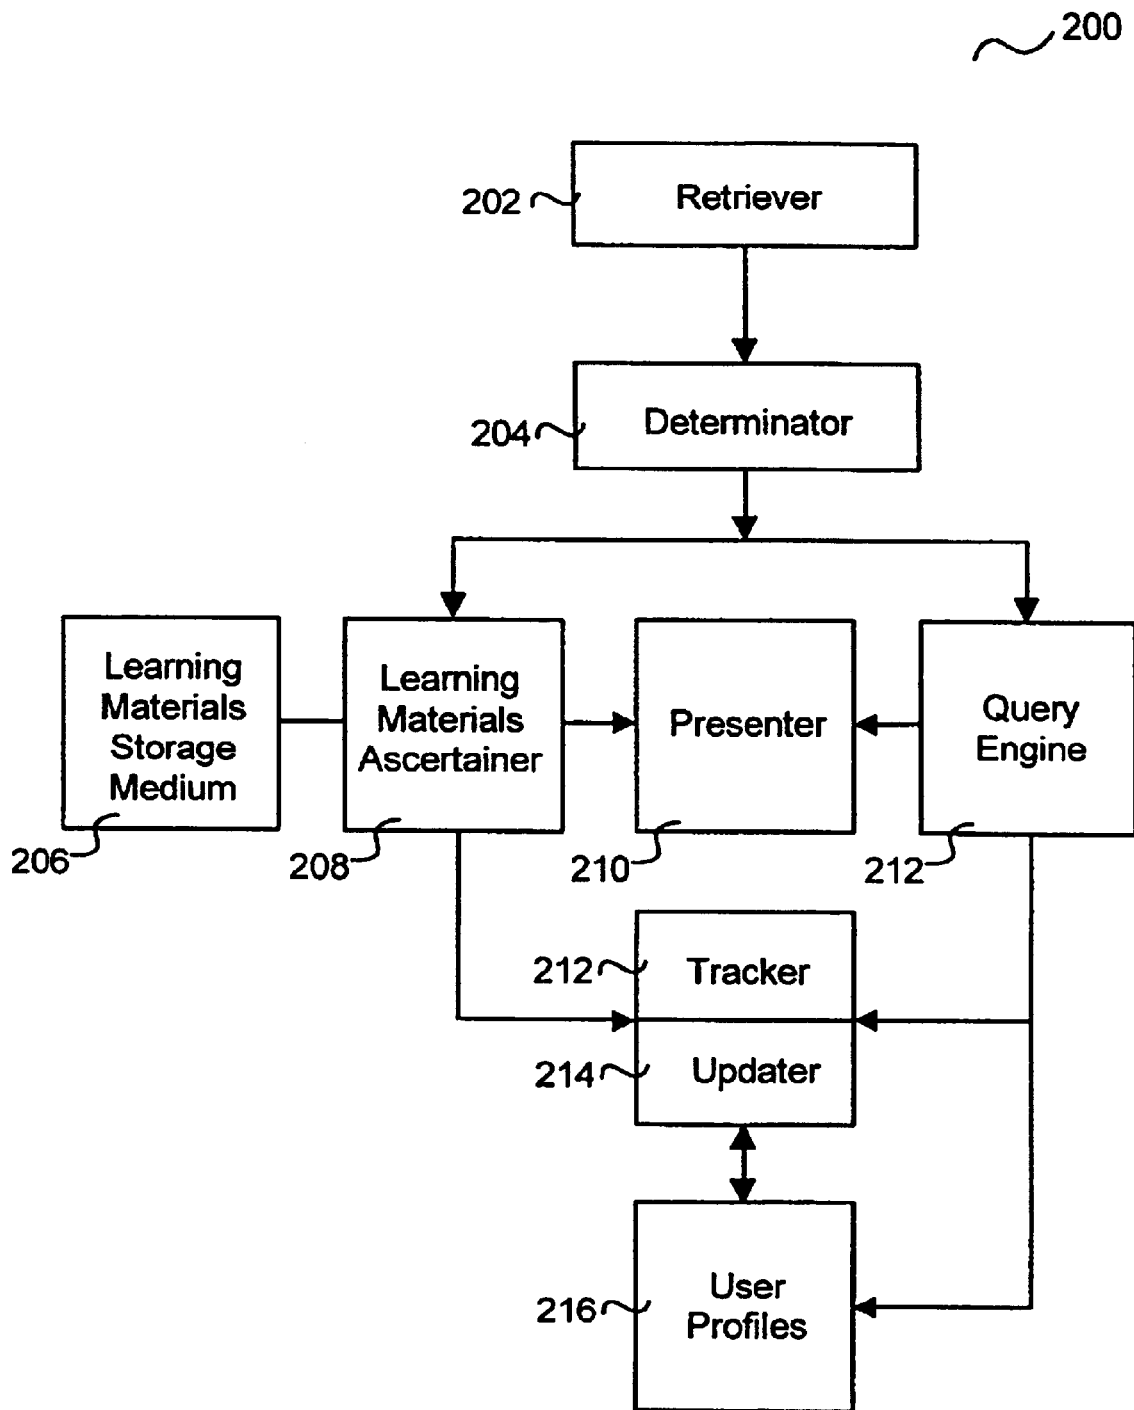 200
Retriever
202
Determinator
204
Learning
Materials
Storage
Medium
206
Learning
Materials
Ascertainer
208
Presenter
210
Query
Engine
212
212
Tracker
214
Updater
216
User
Profiles